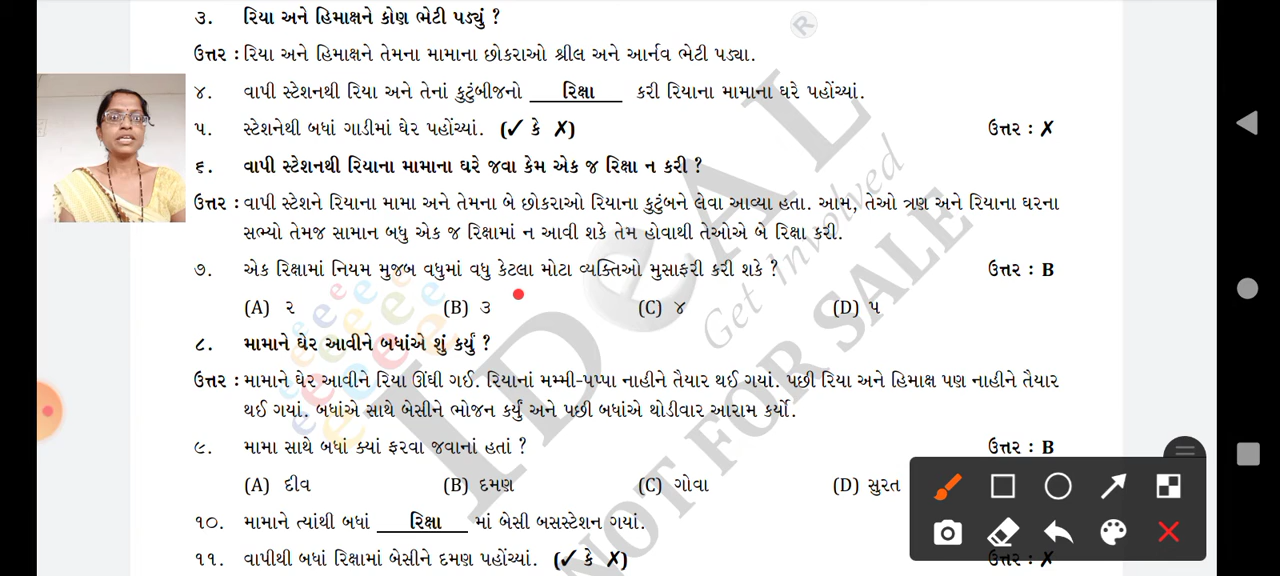 ૩. રિયા અને હિમાક્ષને કોણ ભેટી પડ્યું ?
ઉત્તર : રિયા અને હિમાક્ષને તેમના મામાના છોકરાઓ શ્રીલ અને આર્નવ ભેટી પડ્યા.
૪. વાપી સ્ટેશનથી રિયા અને તેનાં કુટુંબીજનો રિક્ષા કરી રિયાના મામાના ઘરે પહોંચ્યાં.
૫. સ્ટેશનેથી બધાં ગાડીમાં ઘેર પહોંચ્યાં. (✓ કે ✗) ઉત્તર : ✗
૬. વાપી સ્ટેશનથી રિયાના મામાના ઘરે જવા કેમ એક જ રિક્ષા ન કરી ?
ઉત્તર : વાપી સ્ટેશને રિયાના મામા અને તેમના બે છોકરાઓ રિયાના કુટુંબને લેવા આવ્યા હતા. આમ, તેઓ ત્રણ અને રિયાના ઘરના
સભ્યો તેમજ સામાન બધુ એક જ રિક્ષામાં ન આવી શકે તેમ હોવાથી તેઓએ બે રિક્ષા કરી.
૭. એક રિક્ષામાં નિયમ મુજબ વધુમાં વધુ કેટલા મોટા વ્યક્તિઓ મુસાફરી કરી શકે ? ઉત્તર : B
(A) ૨ (B) ૩ (C) ૪ (D) ૫
૮. મામાને ઘેર આવીને બધાંએ શું કર્યું ?
ઉત્તર : મામાને ઘેર આવીને રિયા ઊંઘી ગઈ. રિયાનાં મમ્મી-પપ્પા નાહીને તૈયાર થઈ ગયાં. પછી રિયા અને હિમાક્ષ પણ નાહીને તૈયાર
થઈ ગયાં. બધાંએ સાથે બેસીને ભોજન કર્યું અને પછી બધાંએ થોડીવાર આરામ કર્યો.
૯. મામા સાથે બધાં ક્યાં ફરવા જવાનાં હતાં ? ઉત્તર : B
(A) દીવ (B) દમણ (C) ગોવા (D) સુરત
૧૦. મામાને ત્યાંથી બધાં રિક્ષા માં બેસી બસસ્ટેશન ગયાં.
૧૧. વાપીથી બધાં રિક્ષામાં બેસીને દમણ પહોંચ્યાં. (✓ કે ✗) ઉત્તર : ✗
IDeAL
®
Get Involved
NOT FOR SALE